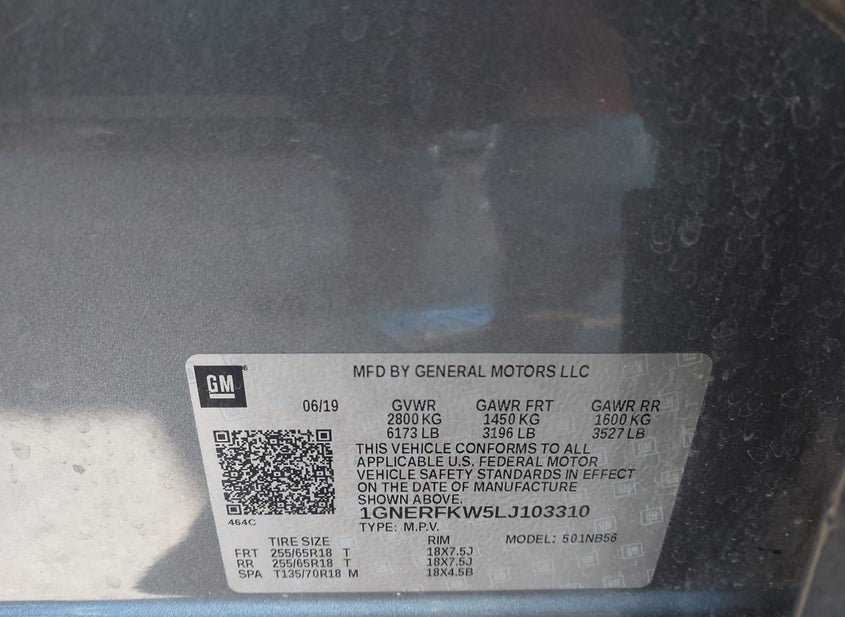 GM
MFD BY GENERAL MOTORS LLC
06/19 GVWR GAWR FRT GAWR RR
2800 KG 1450 KG 1600 KG
6173 LB 3196 LB 3527 LB
THIS VEHICLE CONFORMS TO ALL
APPLICABLE U.S. FEDERAL MOTOR
VEHICLE SAFETY STANDARDS IN EFFECT
ON THE DATE OF MANUFACTURE
SHOWN ABOVE.
464C
1GNERFKW5LJ103310
TYPE: M.P.V.
TIRE SIZE RIM MODEL: 501NB56
FRT 255/65R18 T 18X7.5J
RR 255/65R18 T 18X7.5J
SPA T135/70R18 M 18X4.5B